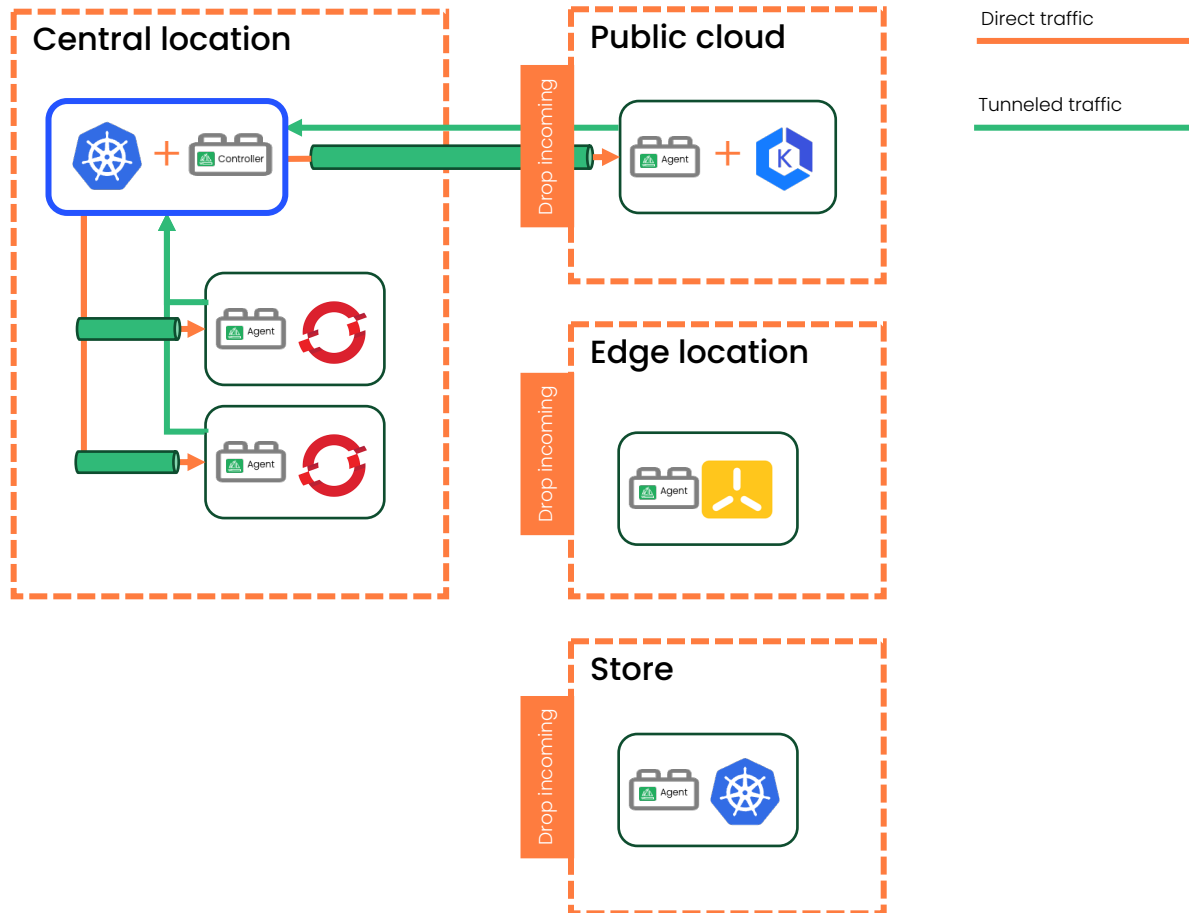 Central location
Controller
Agent
Agent
Public cloud
Drop incoming
Agent
K
Edge location
Drop incoming
Agent
Store
Drop incoming
Agent
Direct traffic
Tunneled traffic